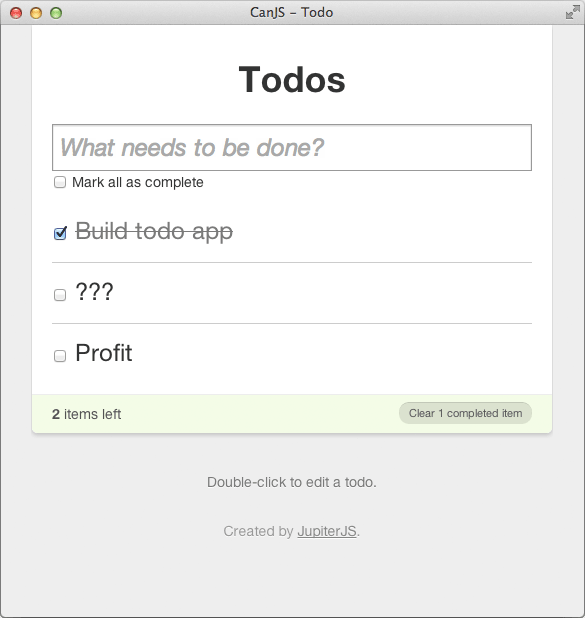 CanJS – Todo
Todos
What needs to be done?
Mark all as complete
Build todo app
???
Profit
2 items left
Clear 1 completed item
Double-click to edit a todo.
Created by JupiterJS.